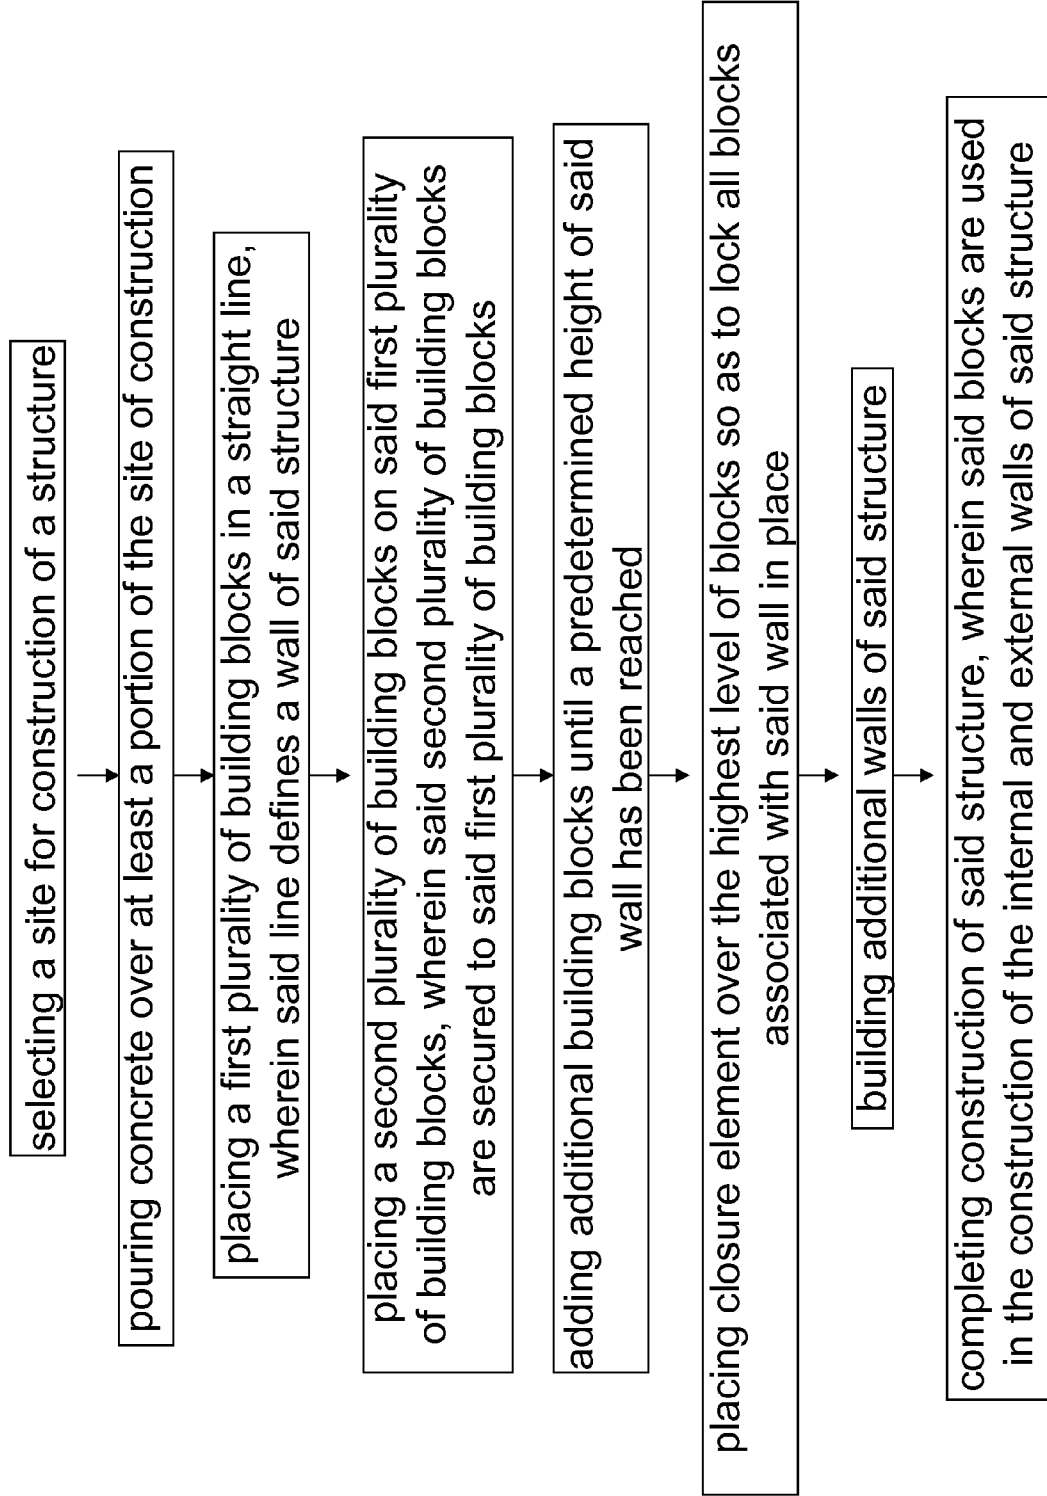 selecting a site for construction of a structure
pouring concrete over at least a portion of the site of construction
placing a first plurality of building blocks in a straight line,
wherein said line defines a wall of said structure
placing a second plurality of building blocks on said first plurality
of building blocks, wherein said second plurality of building blocks
are secured to said first plurality of building blocks
adding additional building blocks until a predetermined height of said
wall has been reached
placing closure element over the highest level of blocks so as to lock all blocks
associated with said wall in place
building additional walls of said structure
completing construction of said structure, wherein said blocks are used
in the construction of the internal and external walls of said structure